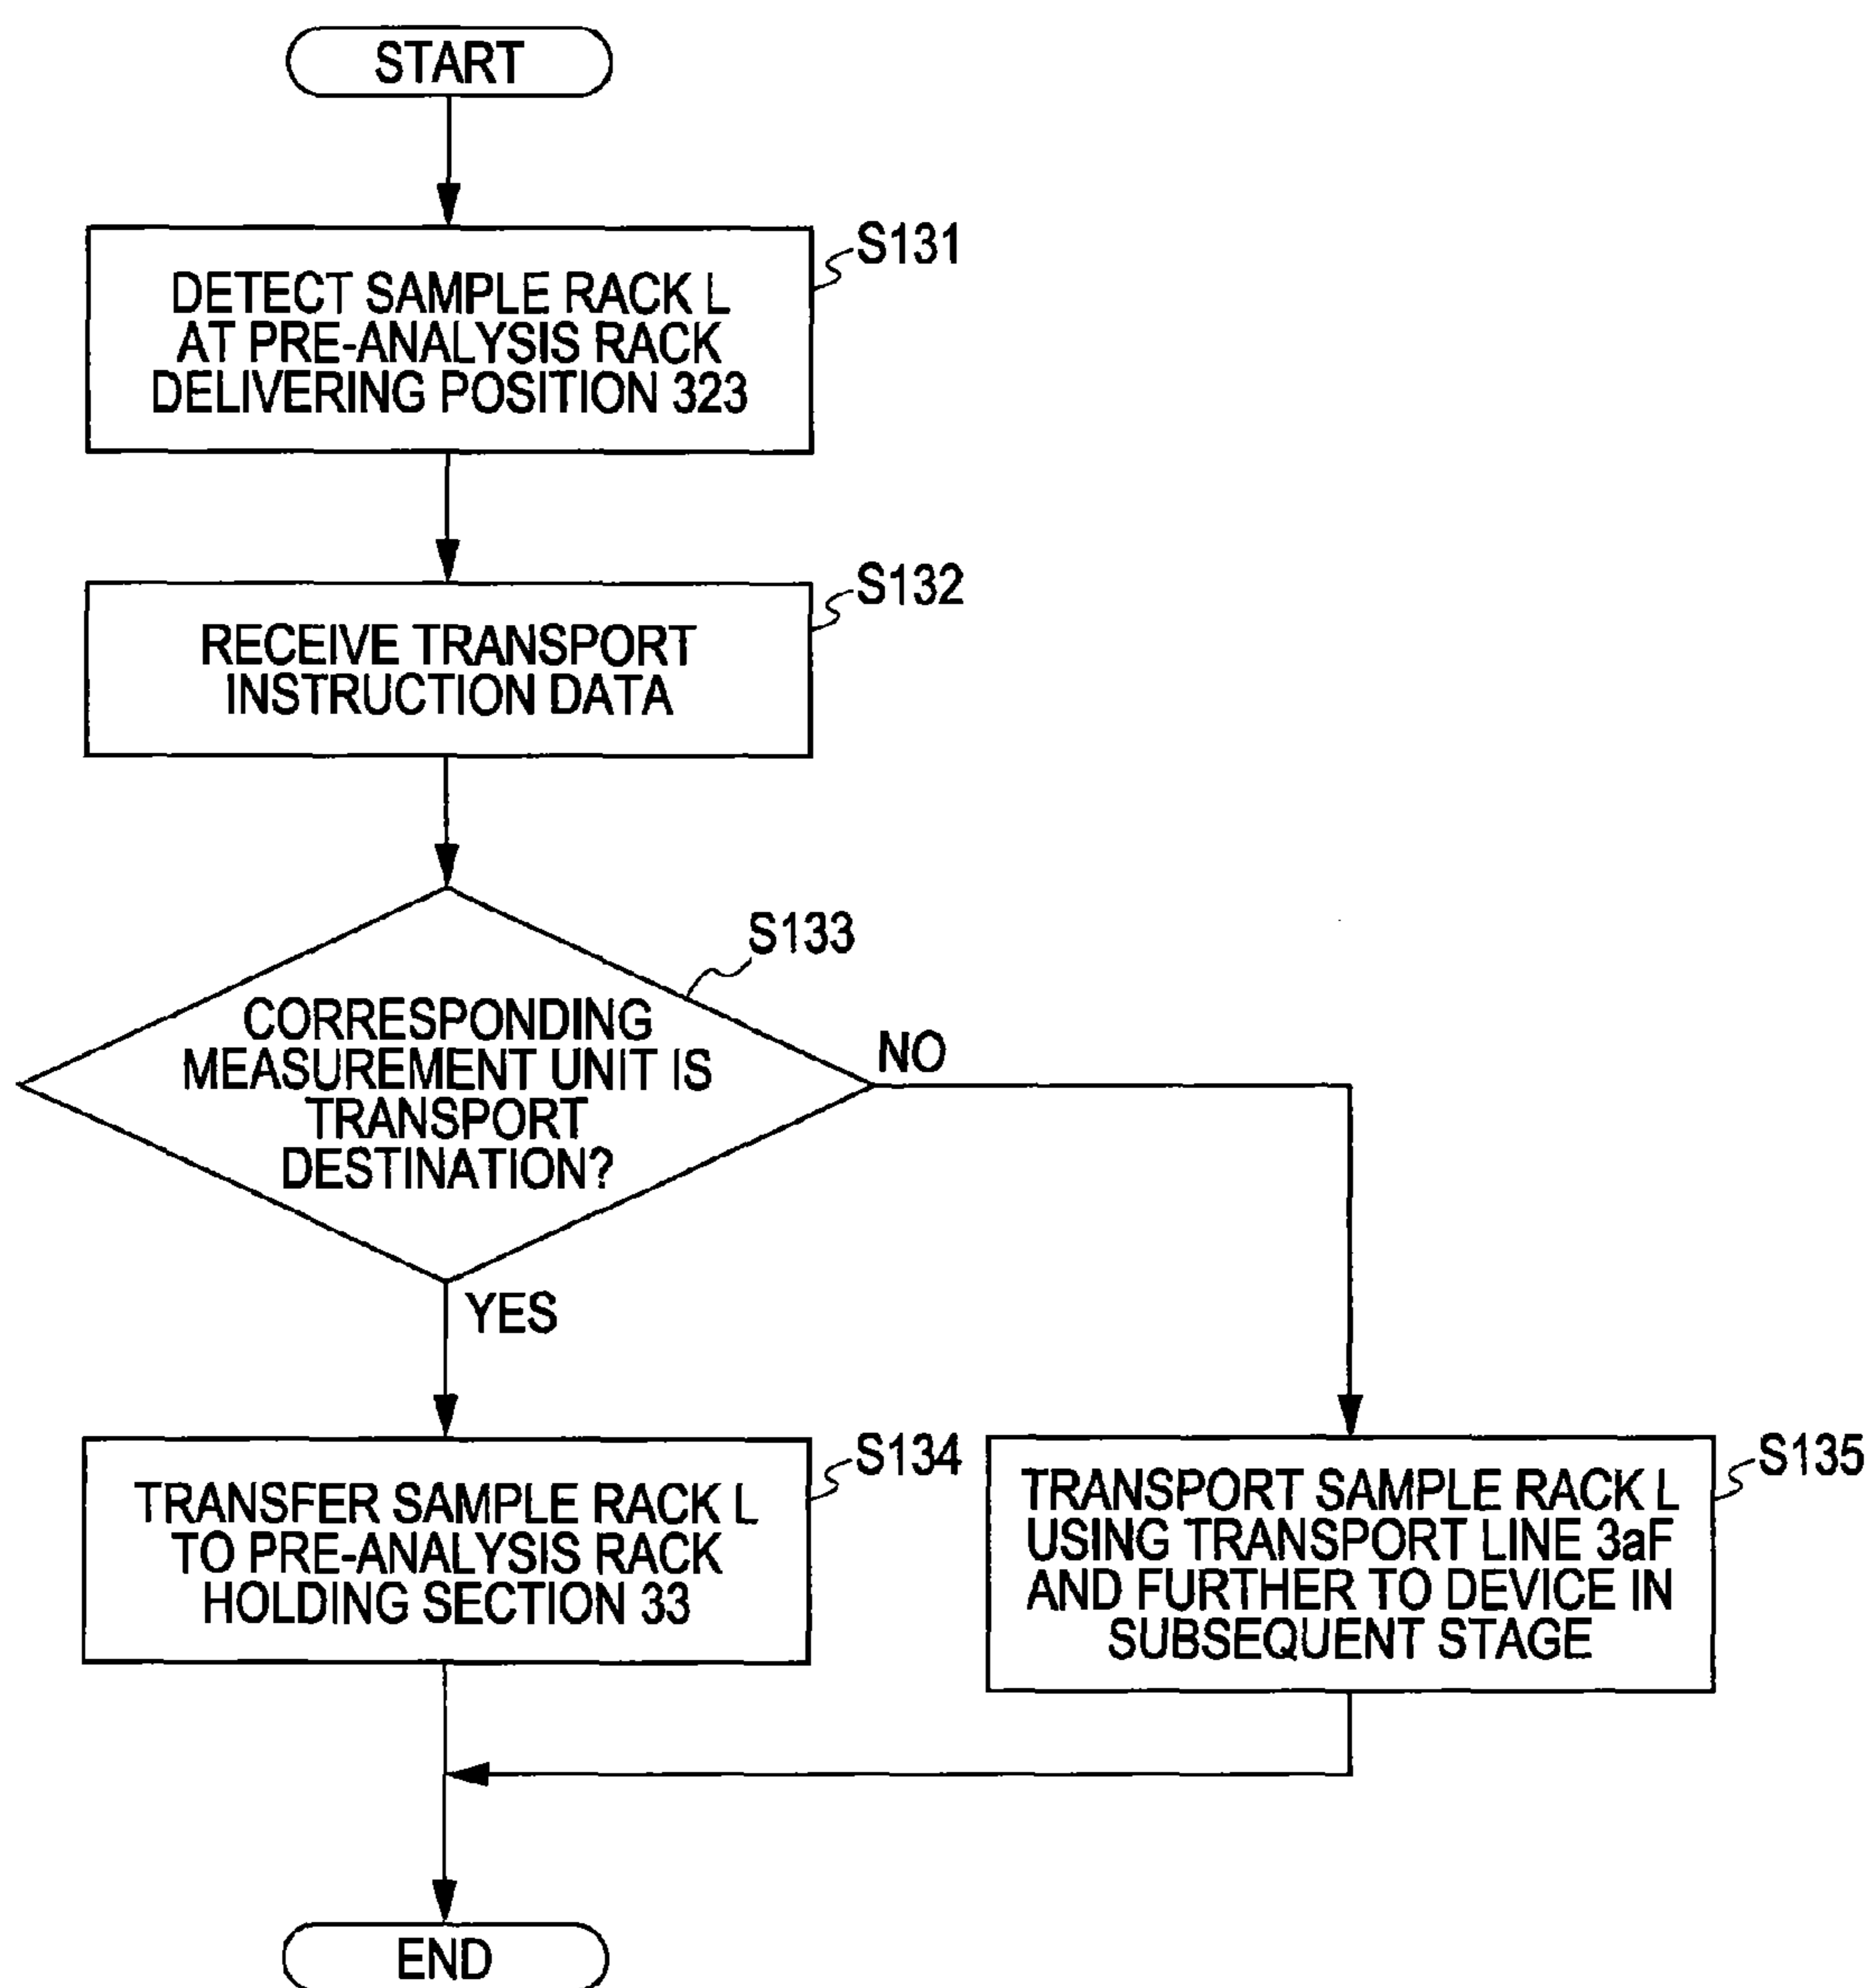 START
S131
DETECT SAMPLE RACK L
AT PRE-ANALYSIS RACK
DELIVERING POSITION 323
S132
RECEIVE TRANSPORT
INSTRUCTION DATA
S133
CORRESPONDING
MEASUREMENT UNIT IS
TRANSPORT
DESTINATION?
NO
YES
S134
TRANSFER SAMPLE RACK L
TO PRE-ANALYSIS RACK
HOLDING SECTION 33
S135
TRANSPORT SAMPLE RACK L
USING TRANSPORT LINE 3aF
AND FURTHER TO DEVICE IN
SUBSEQUENT STAGE
END